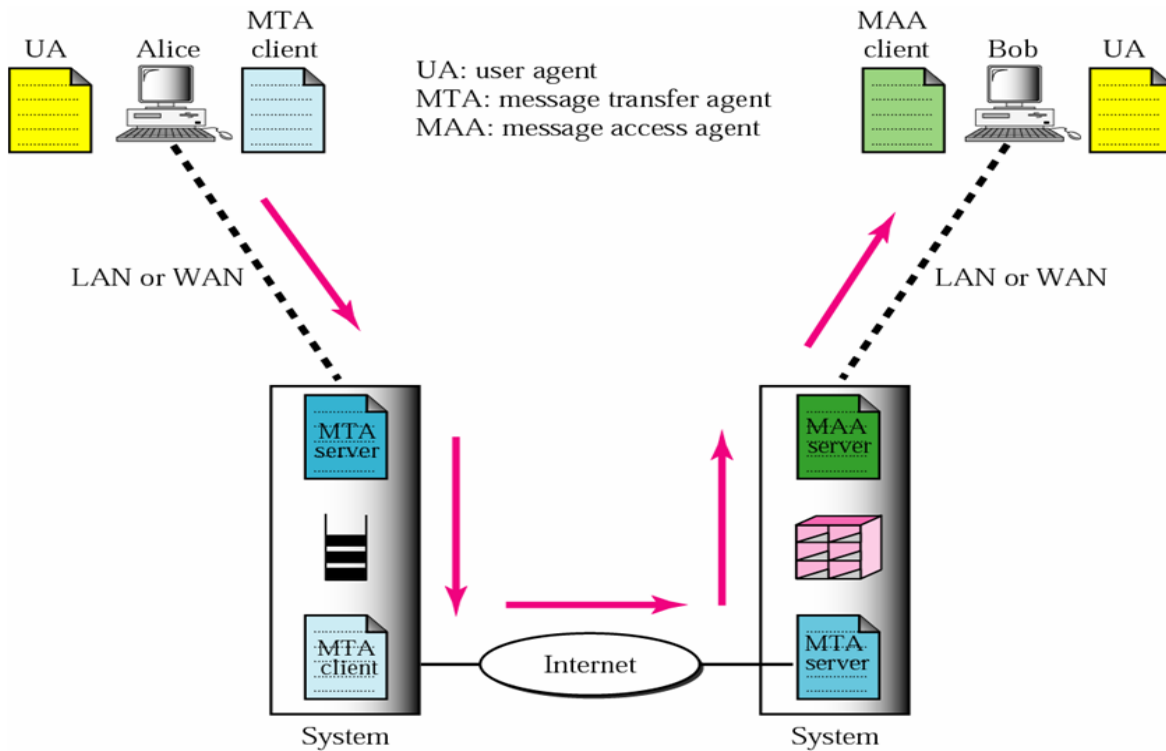 UA
Alice
MTA
client
UA: user agent
MTA: message transfer agent
MAA: message access agent
MAA
client
Bob
UA
LAN or WAN
LAN or WAN
MTA
server
MTA
client
System
Internet
MAA
server
MTA
server
System